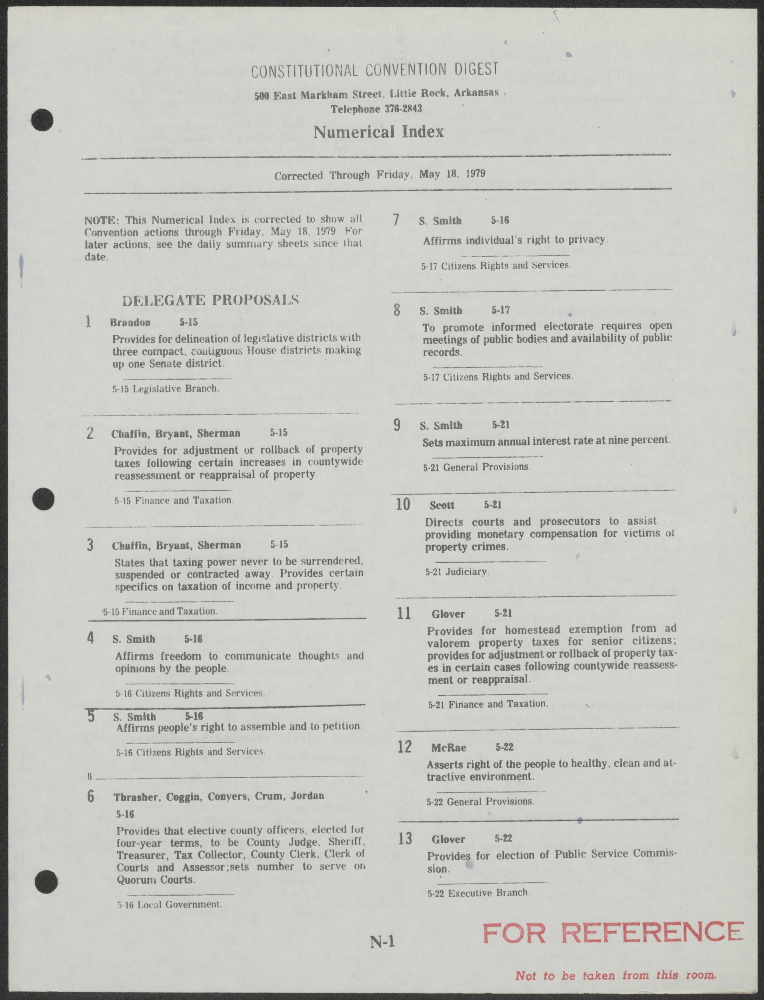 CONSTITUTIONAL CONVENTION DIGEST
500 East Markham Street, Little Rock, Arkansas
Telephone 376-2843
Numerical Index
Corrected Through Friday, May 18, 1979
NOTE: This Numerical Index is corrected to show all
Convention actions through Friday, May 18, 1979. For
later actions, see the daily summary sheets since that
date.
DELEGATE PROPOSALS
1 Brandon 5-15
Provides for delineation of legislative districts with
three compact, contiguous House districts making
up one Senate district.
5-15 Legislative Branch.
2 Chaffin, Bryant, Sherman 5-15
Provides for adjustment or rollback of property
taxes following certain increases in countywide
reassessment or reappraisal of property.
5-15 Finance and Taxation.
3 Chaffin, Bryant, Sherman 5-15
States that taxing power never to be surrendered,
suspended or contracted away. Provides certain
specifics on taxation of income and property.
5-15 Finance and Taxation.
4 S. Smith 5-16
Affirms freedom to communicate thoughts and
opinions by the people.
5-16 Citizens Rights and Services.
5 S. Smith 5-16
Affirms people's right to assemble and to petition.
5-16 Citizens Rights and Services.
8
6 Thrasher, Coggin, Conyers, Crum, Jordan
5-16
Provides that elective county officers, elected for
four-year terms, to be County Judge, Sheriff,
Treasurer, Tax Collector, County Clerk, Clerk of
Courts and Assessor;sets number to serve on
Quorum Courts.
5-16 Local Government.
7 S. Smith 5-16
Affirms individual's right to privacy.
5-17 Citizens Rights and Services.
8 S. Smith 5-17
To promote informed electorate requires open
meetings of public bodies and availability of public
records.
5-17 Citizens Rights and Services.
9 S. Smith 5-21
Sets maximum annual interest rate at nine percent.
5-21 General Provisions.
10 Scott 5-21
Directs courts and prosecutors to assist
providing monetary compensation for victims of
property crimes.
5-21 Judiciary.
11 Glover 5-21
Provides for homestead exemption from ad
valorem property taxes for senior citizens;
provides for adjustment or rollback of property tax-
es in certain cases following countywide reassess-
ment or reappraisal.
5-21 Finance and Taxation.
12 McRae 5-22
Asserts right of the people to healthy, clean and at-
tractive environment.
5-22 General Provisions.
13 Glover 5-22
Provides for election of Public Service Commis-
sion.
5-22 Executive Branch.
N-1
FOR REFERENCE
Not to be taken from this room.